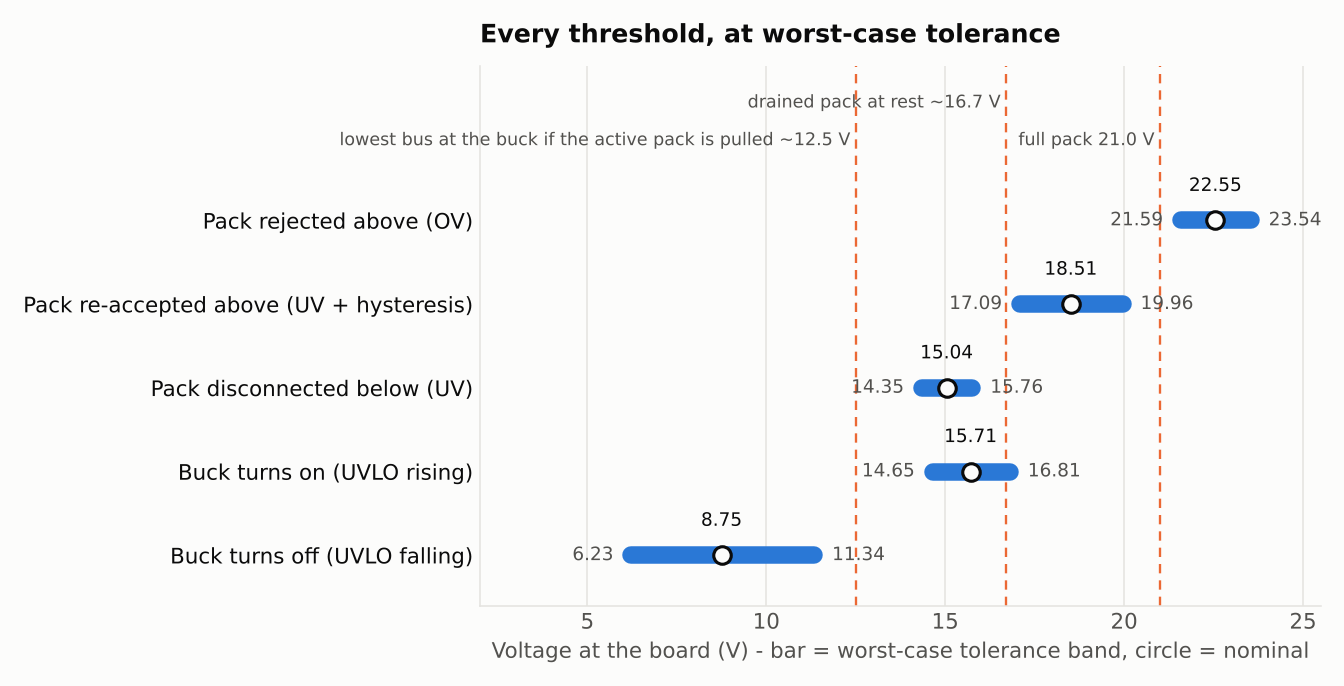 Every threshold, at worst-case tolerance
drained pack at rest ~16.7 V
lowest bus at the buck if the active pack is pulled ~12.5 V
full pack 21.0 V
22.55
Pack rejected above (OV)
21.59
23.54
18.51
Pack re-accepted above (UV + hysteresis)
17.09
19.96
15.04
Pack disconnected below (UV)
14.35
15.76
15.71
Buck turns on (UVLO rising)
14.65
16.81
8.75
Buck turns off (UVLO falling)
6.23
11.34
5
10
15
20
25
Voltage at the board (V) - bar = worst-case tolerance band, circle = nominal